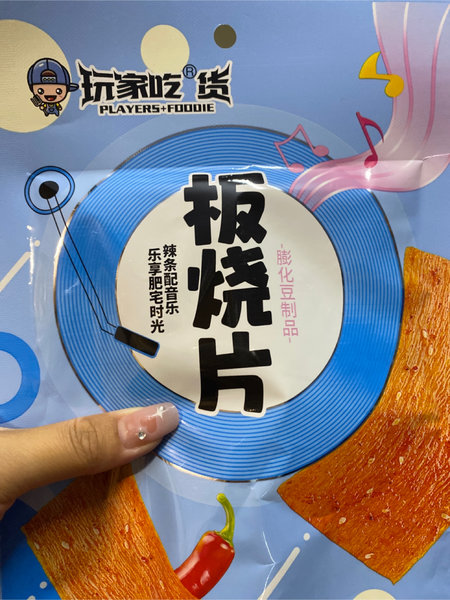 玩家吃®货
PLAYERS+FOODIE
板烧片
-膨化豆制品-
辣条配音乐
乐享肥宅时光